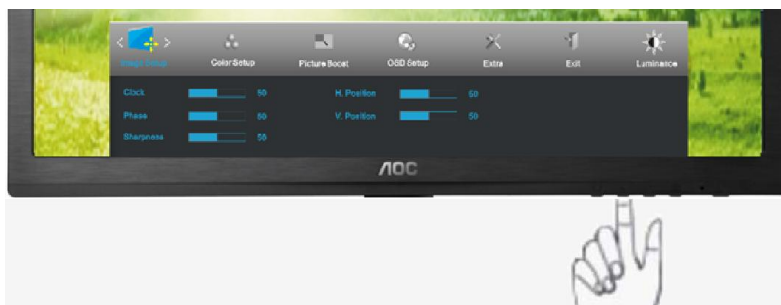 Image Setup Color Setup Picture Boost OSD Setup Extra Exit Luminance
Clock 50 H. Position 50
Phase 50 V. Position 50
Sharpness 50
AOC